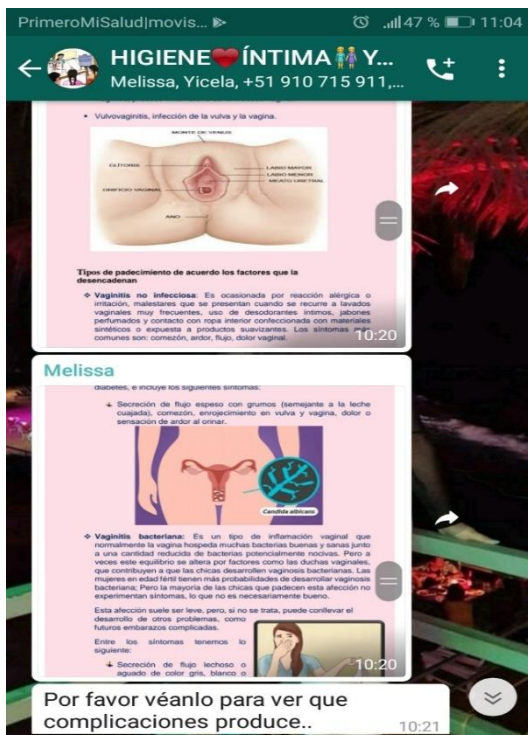 PrimeroMiSalud|movis...
47 % 11:04
HIGIENE❤️ÍNTIMA👭Y...
Melissa, Yicela, +51 910 715 911,...
Vulvovaginitis, infección de la vulva y la vagina.
MONTE DE VENUS
CLÍTORIS
LABIO MAYOR
LABIO MENOR
MEATO URETRAL
ORIFICIO VAGINAL
ANO
Tipos de padecimiento de acuerdo los factores que la
desencadenan
Vaginitis no infecciosa: Es ocasionada por reacción alérgica o
irritación, malestares que se presentan cuando se recurre a lavados
vaginales muy frecuentes, uso de desodorantes íntimos, jabones
perfumados y contacto con ropa interior confeccionada con materiales
sintéticos o expuesta a productos suavizantes. Los síntomas más
comunes son: comezón, ardor, flujo, dolor vaginal.
10:20
Melissa
diabetes, e incluye los siguientes síntomas:
Secreción de flujo espeso con grumos (semejante a la leche
cuajada), comezón, enrojecimiento en vulva y vagina, dolor o
sensación de ardor al orinar.
Candida albicans
Vaginitis bacteriana: Es un tipo de inflamación vaginal que
normalmente la vagina hospeda muchas bacterias buenas y sanas junto
a una cantidad reducida de bacterias potencialmente nocivas. Pero a
veces este equilibrio se altera por factores como las duchas vaginales,
que contribuyen a que las chicas desarrollen vaginosis bacterianas. Las
mujeres en edad fértil tienen más probabilidades de desarrollar vaginosis
bacteriana; Pero la mayoría de las chicas que padecen esta afección no
experimentan síntomas, lo que no es necesariamente bueno.
Esta afección suele ser leve, pero, si no se trata, puede conllevar el
desarrollo de otros problemas, como
futuros embarazos complicadas.
Entre los síntomas tenemos lo
siguiente:
Secreción de flujo lechoso o
aguado de color gris, blanco o
10:20
Por favor véanlo para ver que
complicaciones produce..
10:21